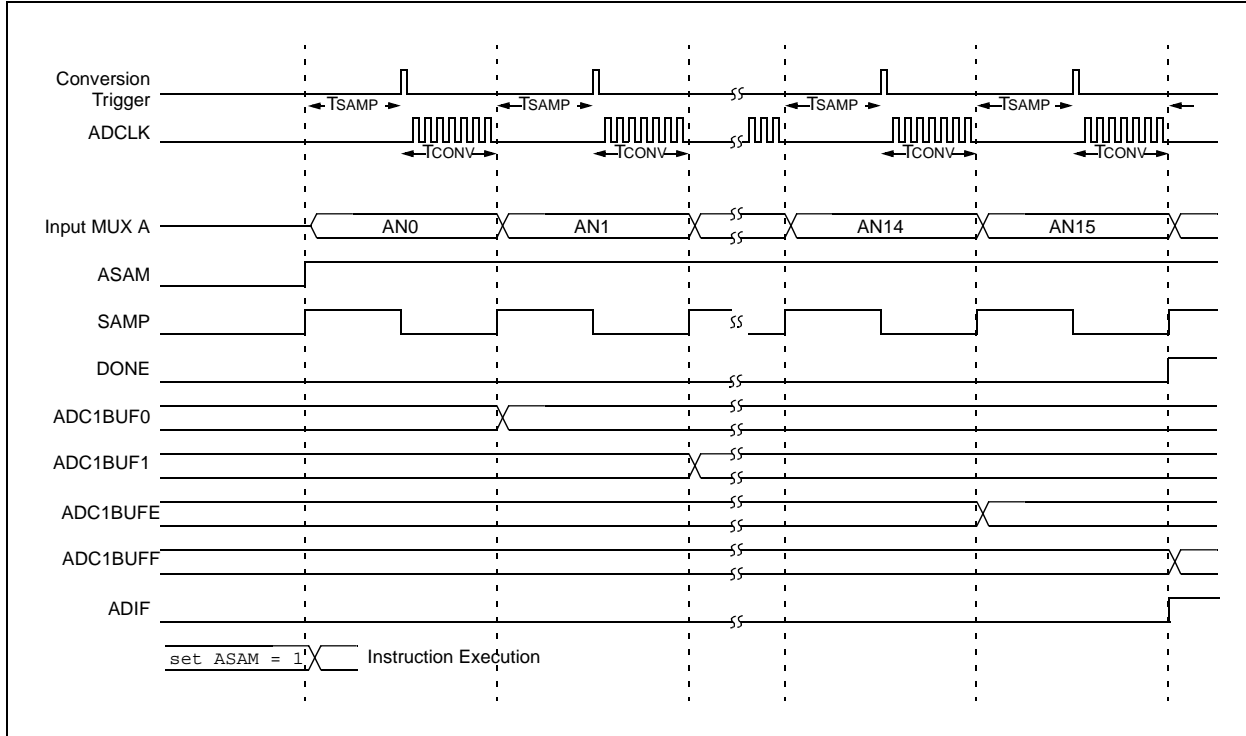 Conversion
Trigger
TSAMP TSAMP TSAMP TSAMP
ADCLK
TCONV TCONV TCONV TCONV
Input MUX A AN0 AN1 AN14 AN15
ASAM
SAMP
DONE
ADC1BUF0
ADC1BUF1
ADC1BUFE
ADC1BUFF
ADIF
set ASAM = 1 Instruction Execution